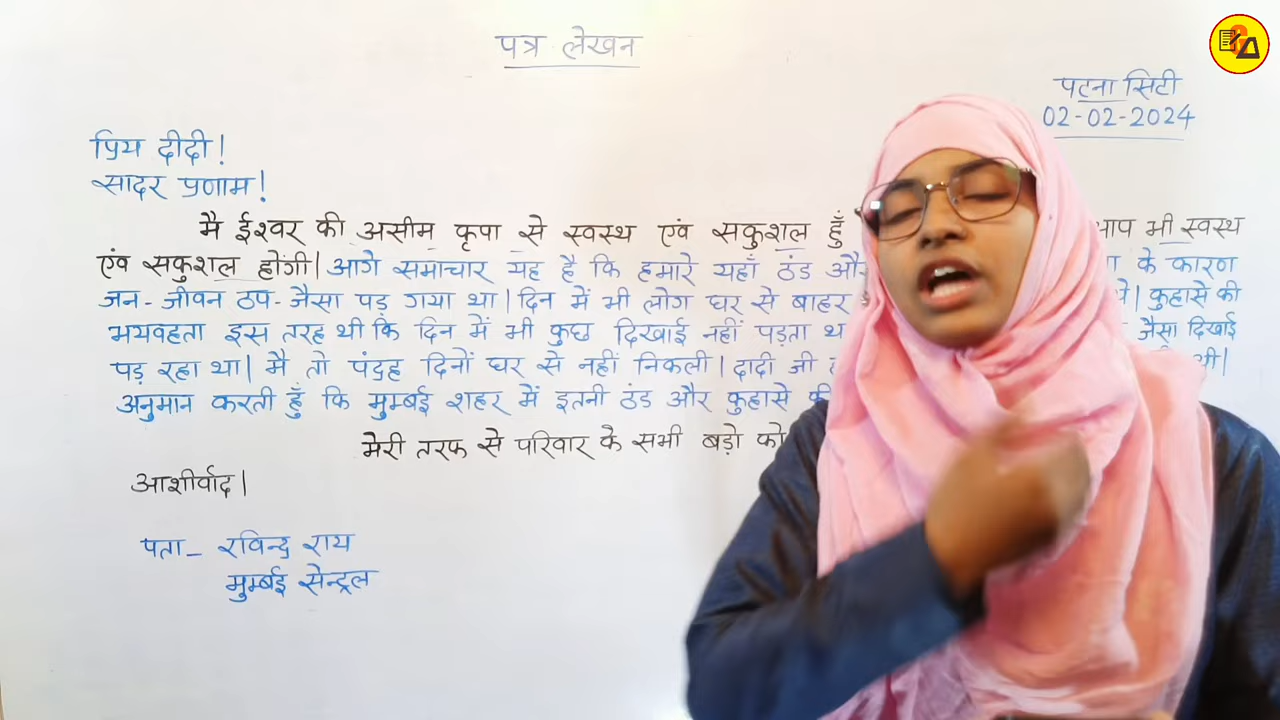 पत्र लेखन
पटना सिटी
02-02-2024
प्रिय दीदी!
सादर प्रणाम!
मै ईश्वर की असीम कृपा से स्वस्थ एवं सकुशल हूँ भी स्वस्थ
एंव सकुशल होंगी। आगे समाचार यह है कि हमारे यहाँ ठंड के कारण
जन-जीवन ठप-जैसा पड़ गया था। दिन में भी लोग घर से बाहर कुहासे की
भयवहता इस तरह थी कि दिन में भी कुछ दिखाई नहीं पड़ता जैसा दिखाई
पड़ रहा था। मै तो पंद्रह दिनों घर से नहीं निकली। दादी जी
अनुमान करती हुँ कि मुम्बई शहर में इतनी ठंड और कुहासे की
मेरी तरफ से परिवार के सभी बड़ो को
आशीर्वाद।
पता- रविन्द्र राय
मुम्बई सेन्ट्रल